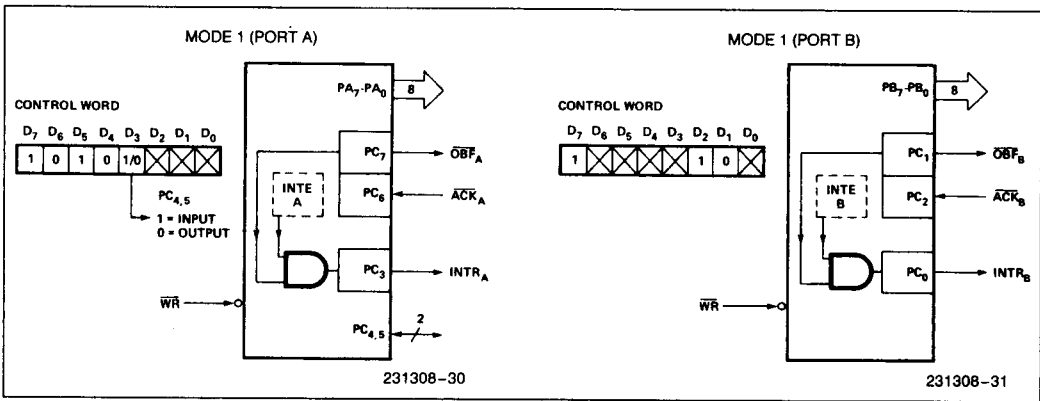 MODE 1 (PORT A)
CONTROL WORD
D7 D6 D5 D4 D3 D2 D1 D0
1 0 1 0 1/0
PC4,5
1 = INPUT
0 = OUTPUT
WR
PA7-PA0
8
PC7
OBFA
INTE
A
PC6
ACKA
PC3
INTRA
PC4,5
2
231308-30
MODE 1 (PORT B)
CONTROL WORD
D7 D6 D5 D4 D3 D2 D1 D0
1 1 0
WR
PB7-PB0
8
PC1
OBFB
INTE
B
PC2
ACKB
PC0
INTRB
231308-31